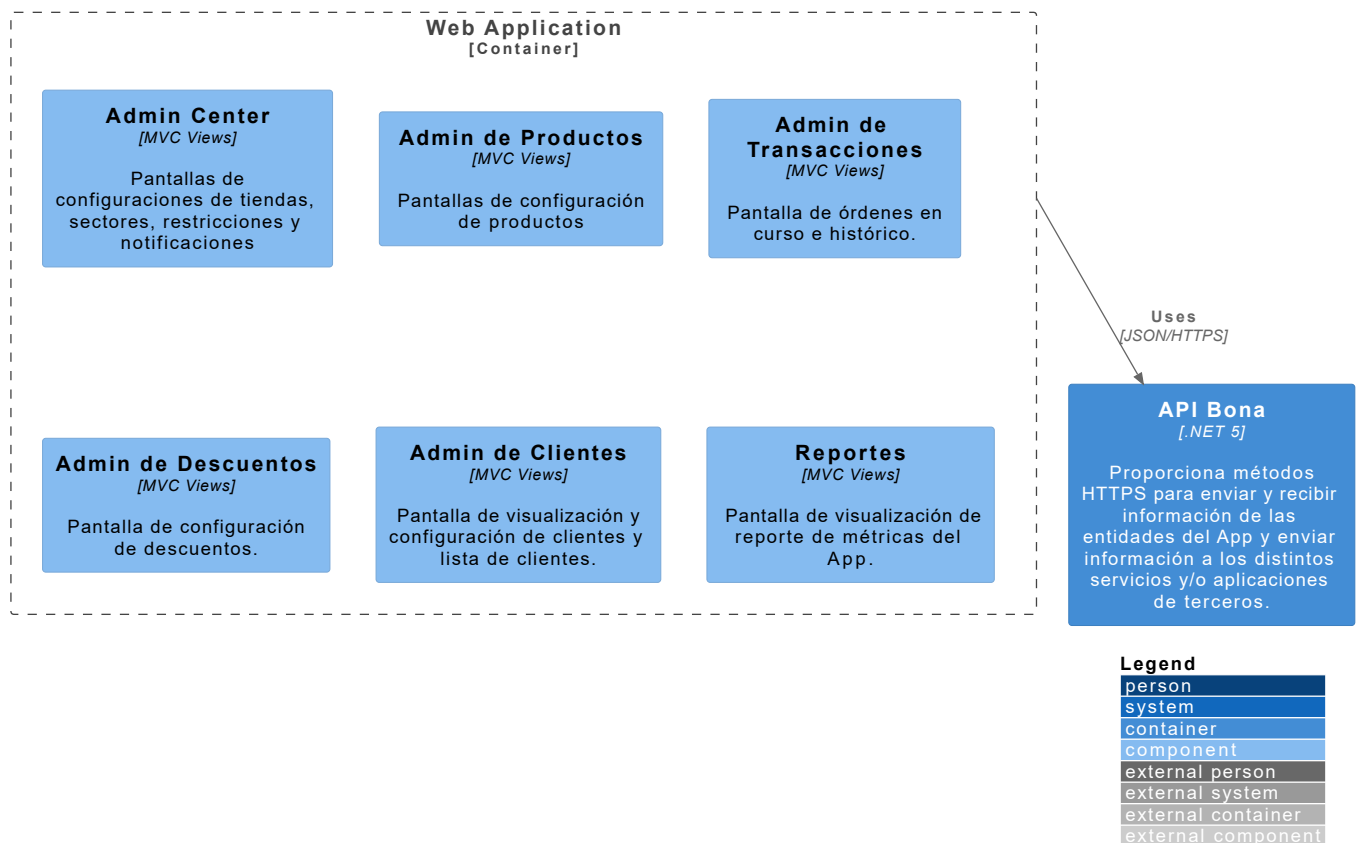 Web Application
[Container]
Admin Center
[MVC Views]
Pantallas de
configuraciones de tiendas,
sectores, restricciones y
notificaciones
Admin de Productos
[MVC Views]
Pantallas de configuración
de productos
Admin de
Transacciones
[MVC Views]
Pantalla de órdenes en
curso e histórico.
Uses
[JSON/HTTPS]
Admin de Descuentos
[MVC Views]
Pantalla de configuración
de descuentos.
Admin de Clientes
[MVC Views]
Pantalla de visualización y
configuración de clientes y
lista de clientes.
Reportes
[MVC Views]
Pantalla de visualización de
reporte de métricas del
App.
API Bona
[.NET 5]
Proporciona métodos
HTTPS para enviar y recibir
información de las
entidades del App y enviar
información a los distintos
servicios y/o aplicaciones
de terceros.
Legend
person
system
container
component
external person
external system
external container
external component